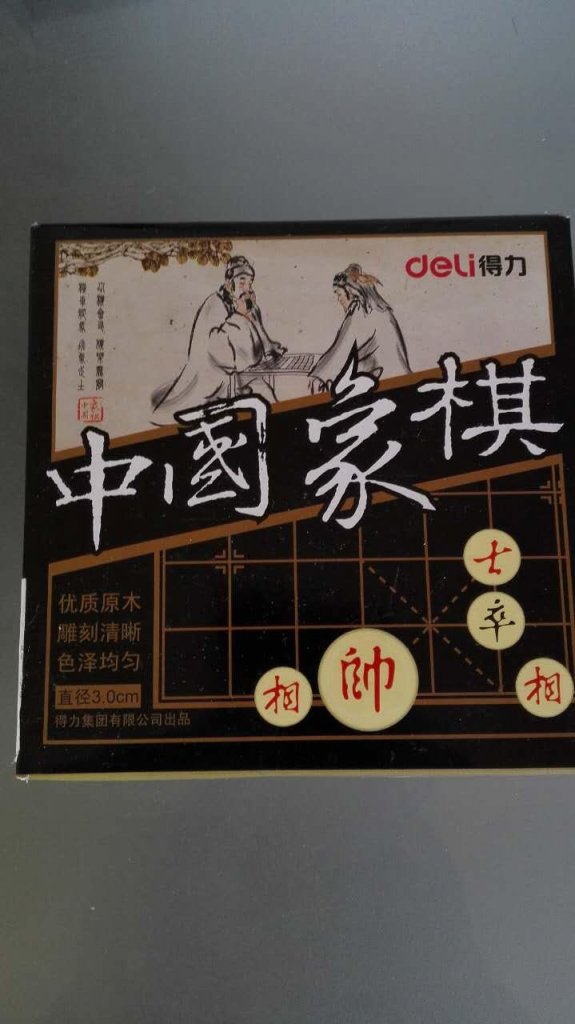 deli得力
中國象棋
士
卒
相
帥
相
优质原木
雕刻清晰
色泽均匀
直径3.0cm
得力集团有限公司出品